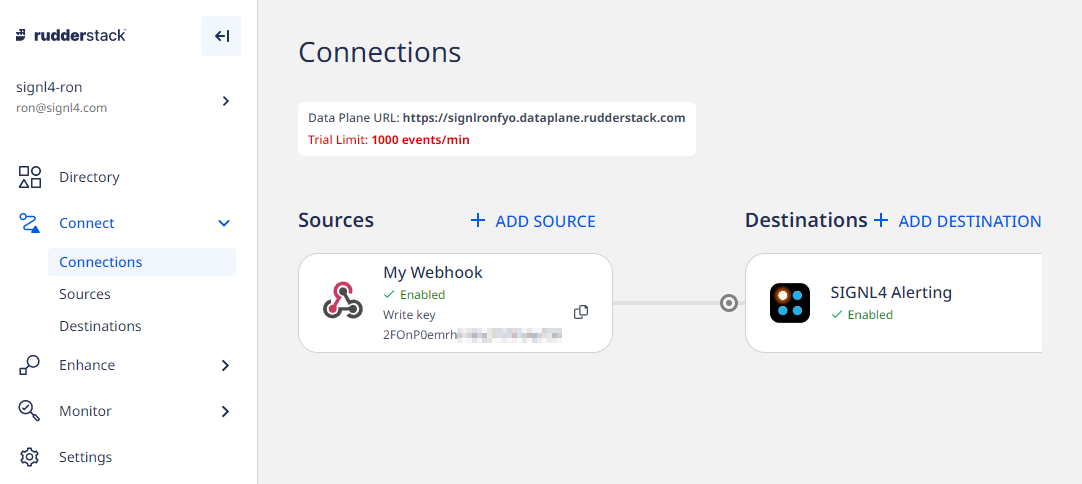 rudderstack
signl4-ron
ron@signl4.com
Directory
Connect
Connections
Sources
Destinations
Enhance
Monitor
Settings
Connections
Data Plane URL: https://signlronfyo.dataplane.rudderstack.com
Trial Limit: 1000 events/min
Sources
+ ADD SOURCE
My Webhook
Enabled
Write key
2FOnP0emrh
Destinations
+ ADD DESTINATION
SIGNL4 Alerting
Enabled